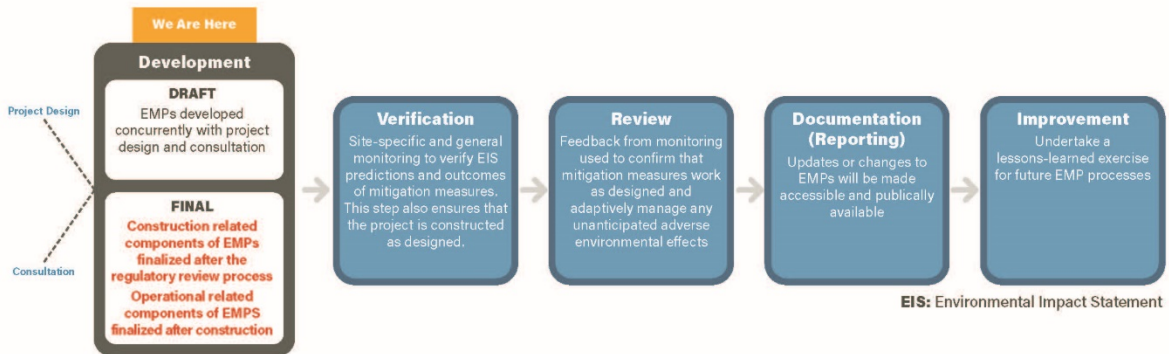 We Are Here
Development
DRAFT
EMPs developed
concurrently with project
design and consultation
FINAL
Construction related
components of EMPs
finalized after the
regulatory review process
Operational related
components of EMPS
finalized after construction
Project Design
Consultation
Verification
Site-specific and general
monitoring to verify EIS
predictions and outcomes
of mitigation measures.
This step also ensures that
the project is constructed
as designed.
Review
Feedback from monitoring
used to confirm that
mitigation measures work
as designed and
adaptively manage any
unanticipated adverse
environmental effects
Documentation
(Reporting)
Updates or changes to
EMPs will be made
accessible and publically
available
Improvement
Undertake a
lessons-learned exercise
for future EMP processes
EIS: Environmental Impact Statement